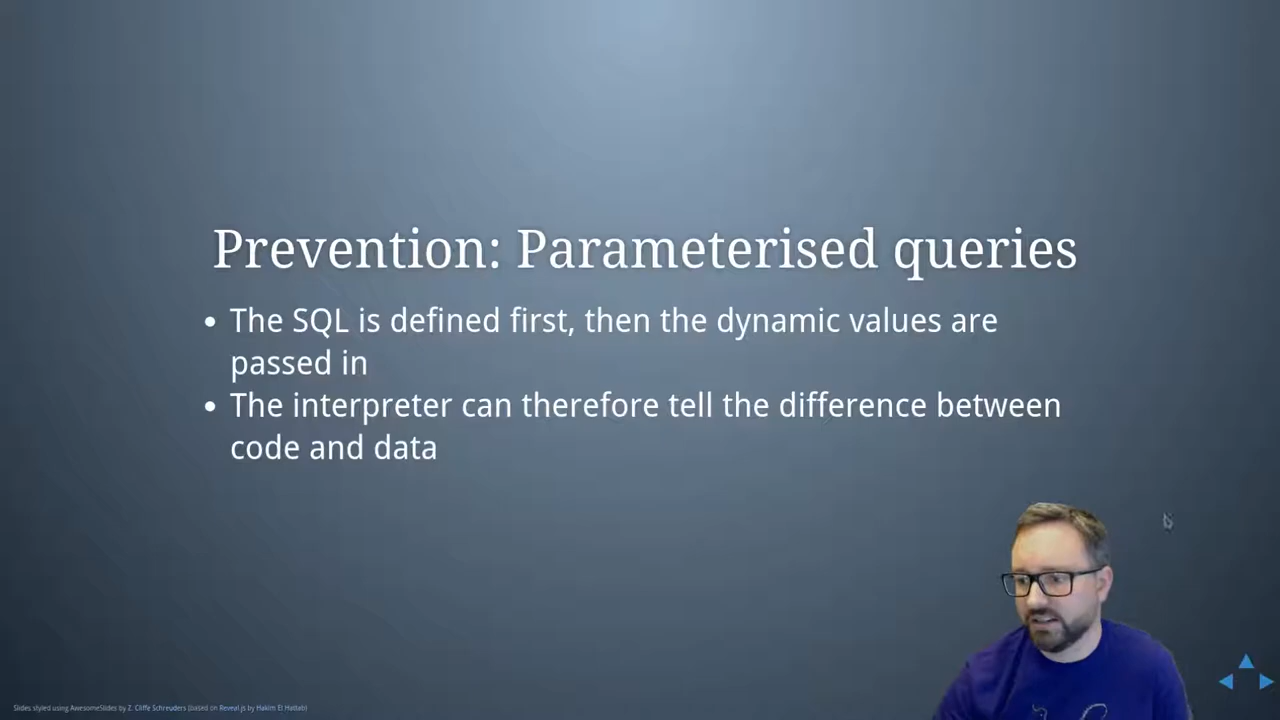 Prevention: Parameterised queries
• The SQL is defined first, then the dynamic values are
passed in
• The interpreter can therefore tell the difference between
code and data
Slides styled using AwesomeSlides by Z. Cliffe Schreuders (based on Reveal.js by Hakim El Hattab)